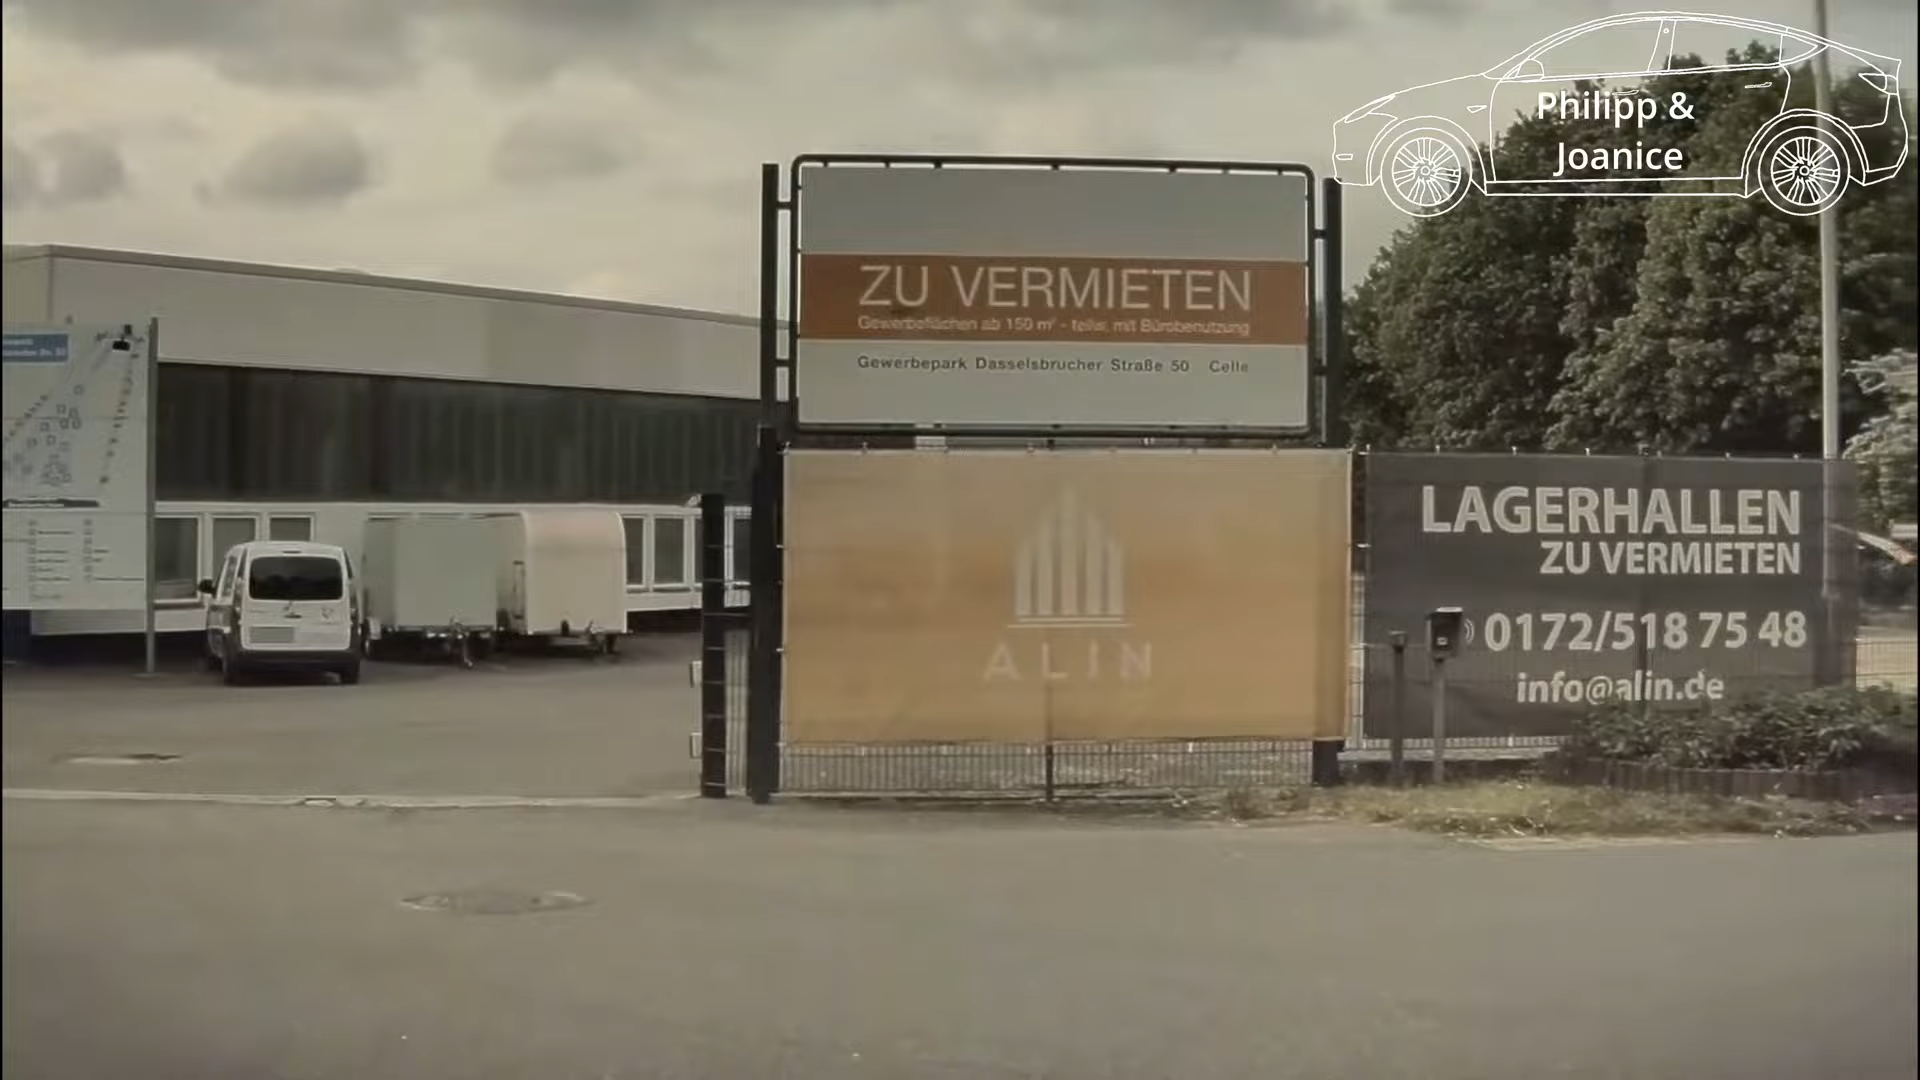 Philipp &
Joanice
ZU VERMIETEN
Gewerbeflächen ab 150 m² - teilw. mit Bürobenutzung
Gewerbepark Dasselsbrucher Straße 50 Celle
ALIN
LAGERHALLEN
ZU VERMIETEN
0172/518 75 48
info@alin.de